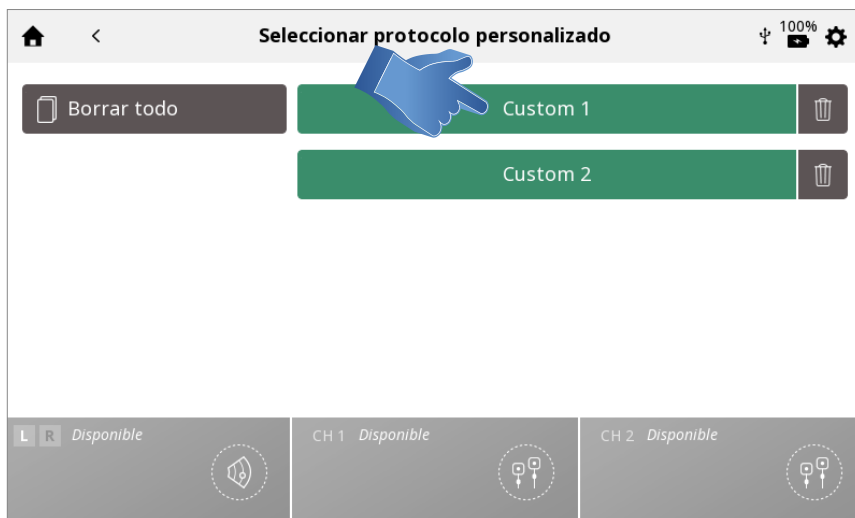 Seleccionar protocolo personalizado
100%
Borrar todo
Custom 1
Custom 2
L R Disponible
CH 1 Disponible
CH 2 Disponible